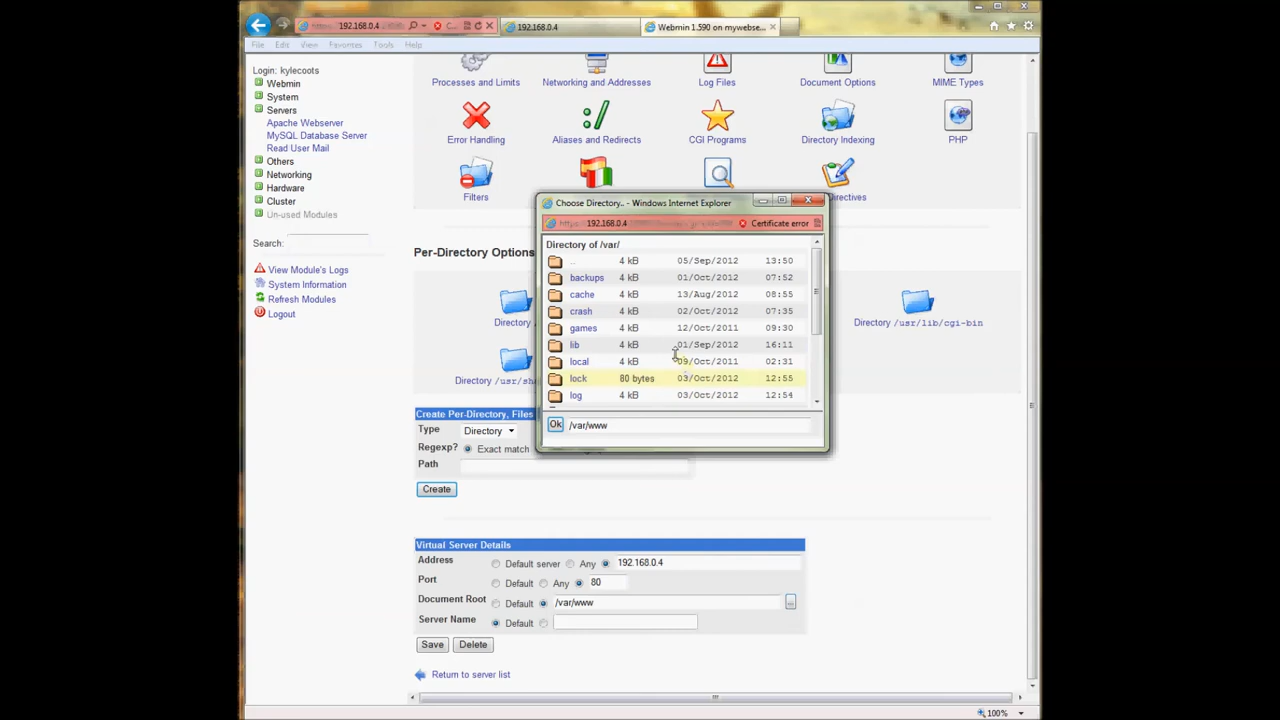 192.168.0.4
192.168.0.4
Webmin 1.590 on mywebse...
File Edit View Favorites Tools Help
Login: kylecoots
Webmin
System
Servers
Apache Webserver
MySQL Database Server
Read User Mail
Others
Networking
Hardware
Cluster
Un-used Modules
Search:
View Module's Logs
System Information
Refresh Modules
Logout
Processes and Limits
Networking and Addresses
Log Files
Document Options
MIME Types
Error Handling
Aliases and Redirects
CGI Programs
Directory Indexing
PHP
Filters
Directives
Per-Directory Options
Directory
Directory /usr/lib/cgi-bin
Directory /usr/sh
Choose Directory.. - Windows Internet Explorer
https 192.168.0.4 Certificate error
Directory of /var/
.. 4 kB 05/Sep/2012 13:50
backups 4 kB 01/Oct/2012 07:52
cache 4 kB 13/Aug/2012 08:55
crash 4 kB 02/Oct/2012 07:35
games 4 kB 12/Oct/2011 09:30
lib 4 kB 01/Sep/2012 16:11
local 4 kB 09/Oct/2011 02:31
lock 80 bytes 03/Oct/2012 12:55
log 4 kB 03/Oct/2012 12:54
Ok /var/www
Create Per-Directory, Files
Type Directory
Regexp? Exact match
Path
Create
Virtual Server Details
Address Default server Any 192.168.0.4
Port Default Any 80
Document Root Default /var/www ...
Server Name Default
Save Delete
Return to server list
100%